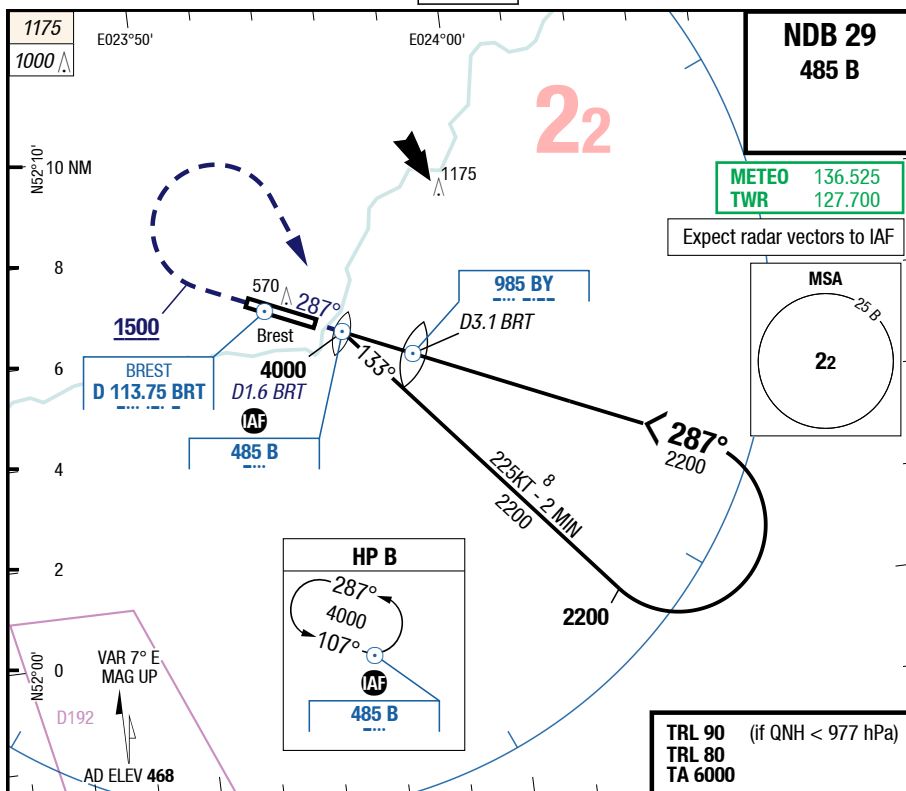 1175
1000
E023°50'
E024°00'
NDB 29
485 B
22
N52°10'
10 NM
1175
METEO 136.525
TWR 127.700
Expect radar vectors to IAF
8
MSA
25 B
22
985 BY
D3.1 BRT
570
287°
Brest
1500
6
BREST
D 113.75 BRT
4000
D1.6 BRT
IAF
485 B
133°
287°
2200
4
8
225KT - 2 MIN
2200
2200
2
HP B
287°
4000
107°
IAF
485 B
N52°00'
0
VAR 7° E
MAG UP
D192
AD ELEV 468
TRL 90 (if QNH < 977 hPa)
TRL 80
TA 6000